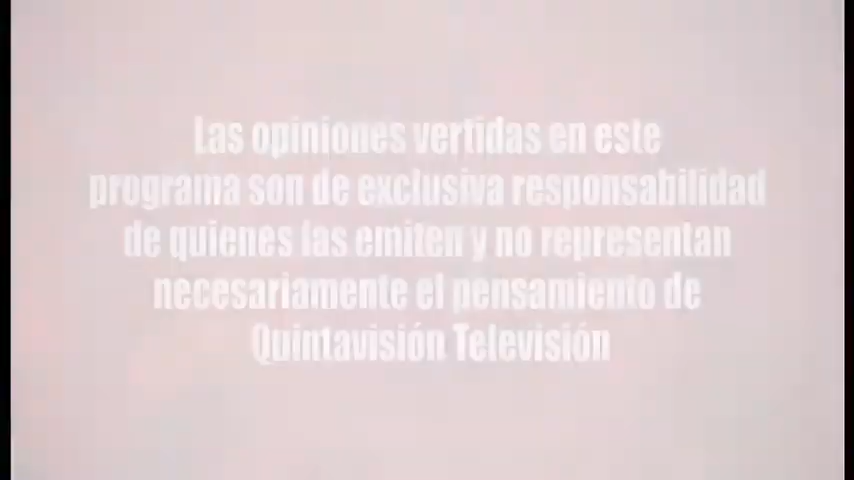 Las opiniones vertidas en este
programa son de exclusiva responsabilidad
de quienes las emiten y no representan
necesariamente el pensamiento de
Quintavisión Televisión